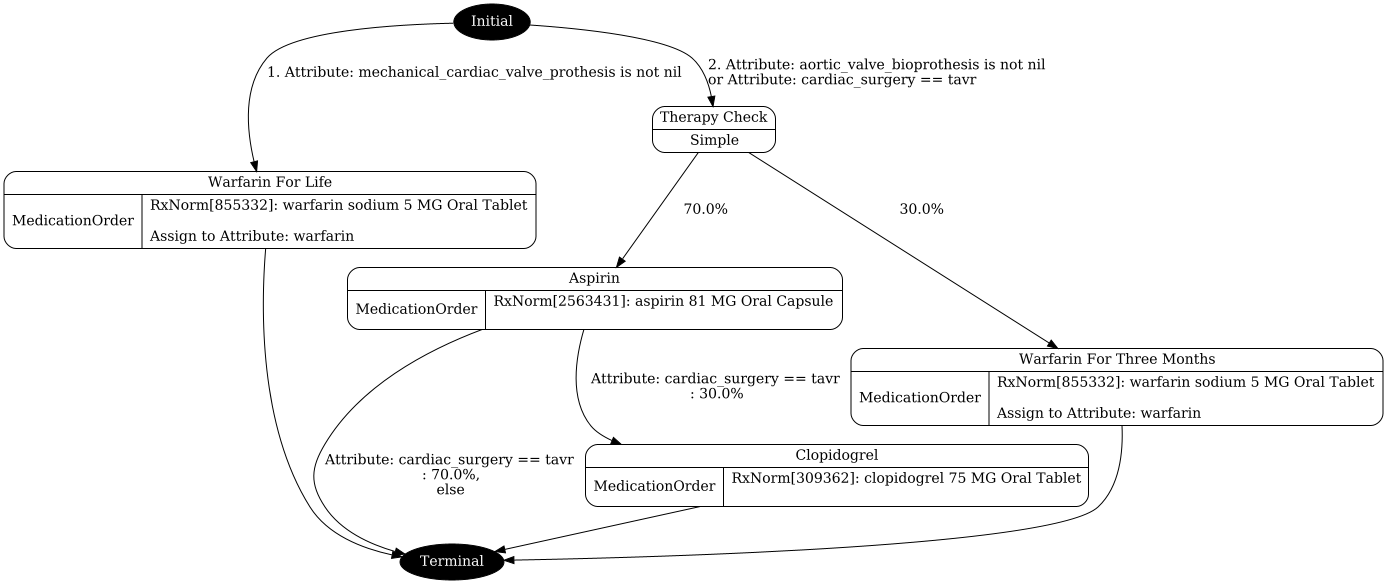 Initial
1. Attribute: mechanical_cardiac_valve_prothesis is not nil
2. Attribute: aortic_valve_bioprothesis is not nil
or Attribute: cardiac_surgery == tavr
Therapy Check
Simple
Warfarin For Life
MedicationOrder
RxNorm[855332]: warfarin sodium 5 MG Oral Tablet
Assign to Attribute: warfarin
70.0%
30.0%
Aspirin
MedicationOrder
RxNorm[2563431]: aspirin 81 MG Oral Capsule
Warfarin For Three Months
MedicationOrder
RxNorm[855332]: warfarin sodium 5 MG Oral Tablet
Assign to Attribute: warfarin
Attribute: cardiac_surgery == tavr
: 30.0%
Attribute: cardiac_surgery == tavr
: 70.0%,
else
Clopidogrel
MedicationOrder
RxNorm[309362]: clopidogrel 75 MG Oral Tablet
Terminal